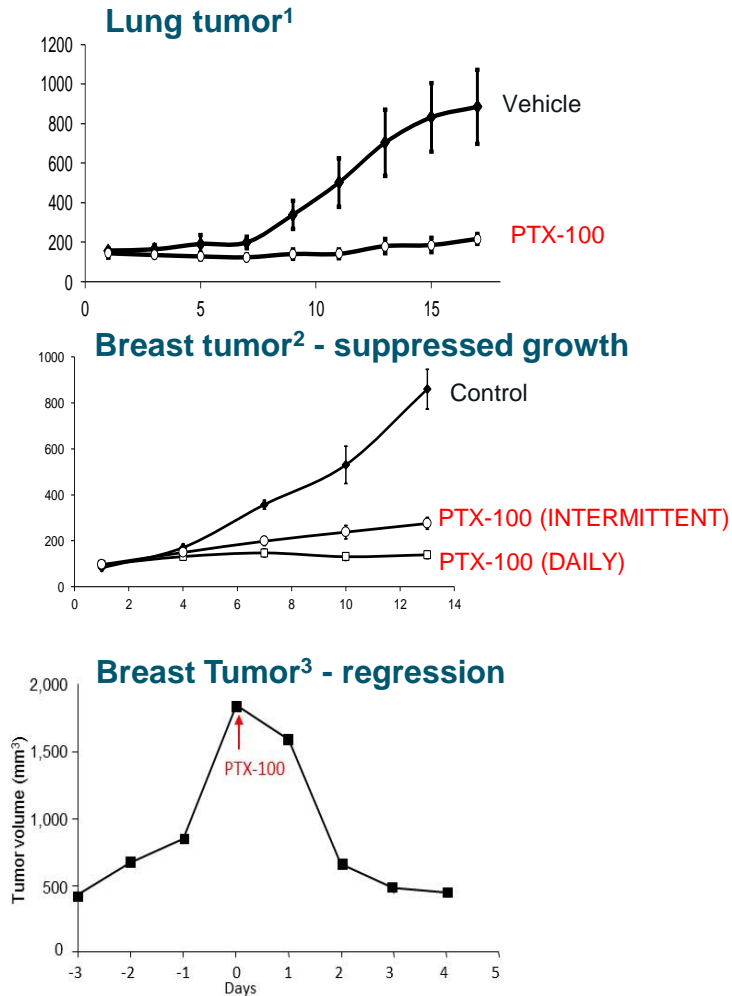 Lung tumor¹
1200
1000
800
600
400
200
0
Vehicle
PTX-100
0 5 10 15
Breast tumor² - suppressed growth
1000
800
600
400
200
0
Control
PTX-100 (INTERMITTENT)
PTX-100 (DAILY)
0 2 4 6 8 10 12 14
Breast Tumor³ - regression
2,000
1,500
1,000
500
0
Tumor volume (mm³)
PTX-100
-3 -2 -1 0 1 2 3 4 5
Days